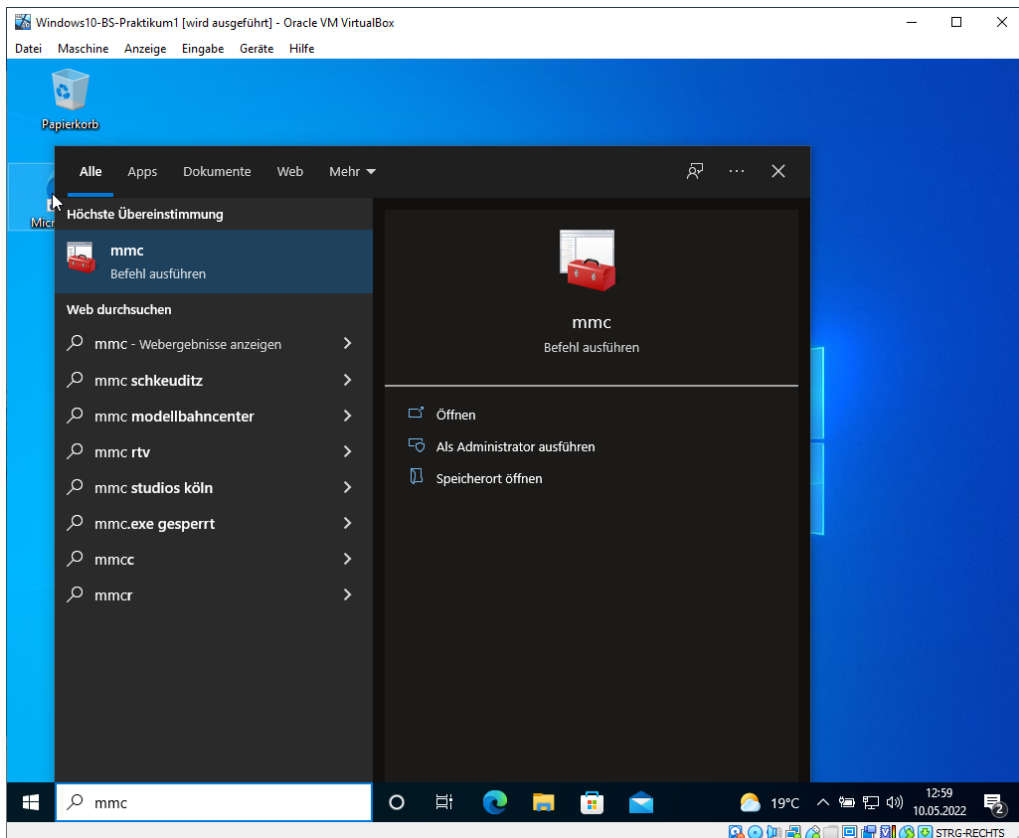 Windows10-BS-Praktikum1 [wird ausgeführt] - Oracle VM VirtualBox
Datei Maschine Anzeige Eingabe Geräte Hilfe
Papierkorb
Alle Apps Dokumente Web Mehr
Micr
Höchste Übereinstimmung
mmc
Befehl ausführen
Web durchsuchen
mmc - Webergebnisse anzeigen
mmc schkeuditz
mmc modellbahncenter
mmc rtv
mmc studios köln
mmc.exe gesperrt
mmcc
mmcr
mmc
Befehl ausführen
Öffnen
Als Administrator ausführen
Speicherort öffnen
mmc
19°C
12:59
10.05.2022
2
STRG-RECHTS